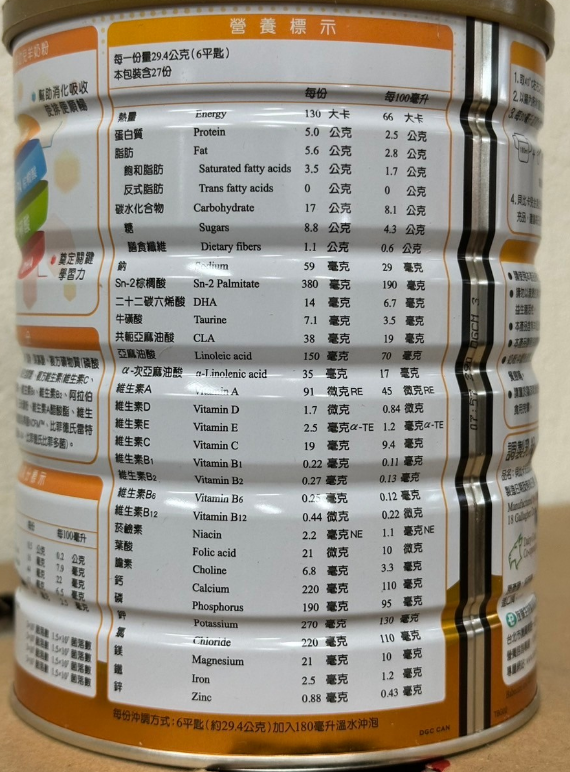 營養標示
每一份量29.4公克(6平匙)
本包裝含27份
每份 每100毫升
熱量 Energy 130 大卡 66 大卡
蛋白質 Protein 5.0 公克 2.5 公克
脂肪 Fat 5.6 公克 2.8 公克
飽和脂肪 Saturated fatty acids 3.5 公克 1.7 公克
反式脂肪 Trans fatty acids 0 公克 0 公克
碳水化合物 Carbohydrate 17 公克 8.1 公克
糖 Sugars 8.8 公克 4.3 公克
膳食纖維 Dietary fibers 1.1 公克 0.6 公克
鈉 Sodium 59 毫克 29 毫克
Sn-2棕櫚酸 Sn-2 Palmitate 380 毫克 190 毫克
二十二碳六烯酸 DHA 14 毫克 6.7 毫克
牛磺酸 Taurine 7.1 毫克 3.5 毫克
共軛亞麻油酸 CLA 38 毫克 19 毫克
亞麻油酸 Linoleic acid 150 毫克 70 毫克
α-次亞麻油酸 α-Linolenic acid 35 毫克 17 毫克
維生素A Vitamin A 91 微克RE 45 微克RE
維生素D Vitamin D 1.7 微克 0.84 微克
維生素E Vitamin E 2.5 毫克α-TE 1.2 毫克α-TE
維生素C Vitamin C 19 毫克 9.4 毫克
維生素B1 Vitamin B1 0.22 毫克 0.11 毫克
維生素B2 Vitamin B2 0.27 毫克 0.13 毫克
維生素B6 Vitamin B6 0.25 毫克 0.12 毫克
維生素B12 Vitamin B12 0.44 微克 0.22 微克
菸鹼素 Niacin 2.2 毫克NE 1.1 毫克NE
葉酸 Folic acid 21 微克 10 微克
膽素 Choline 6.8 毫克 3.3 毫克
鈣 Calcium 220 毫克 110 毫克
磷 Phosphorus 190 毫克 95 毫克
鉀 Potassium 270 毫克 130 毫克
氯 Chloride 220 毫克 110 毫克
鎂 Magnesium 21 毫克 10 毫克
鐵 Iron 2.5 毫克 1.2 毫克
鋅 Zinc 0.88 毫克 0.43 毫克
每份沖調方式:6平匙(約29.4公克)加入180毫升溫水沖泡
DGC CAN
幫助消化吸收
奠定關鍵
學習力
每100毫升